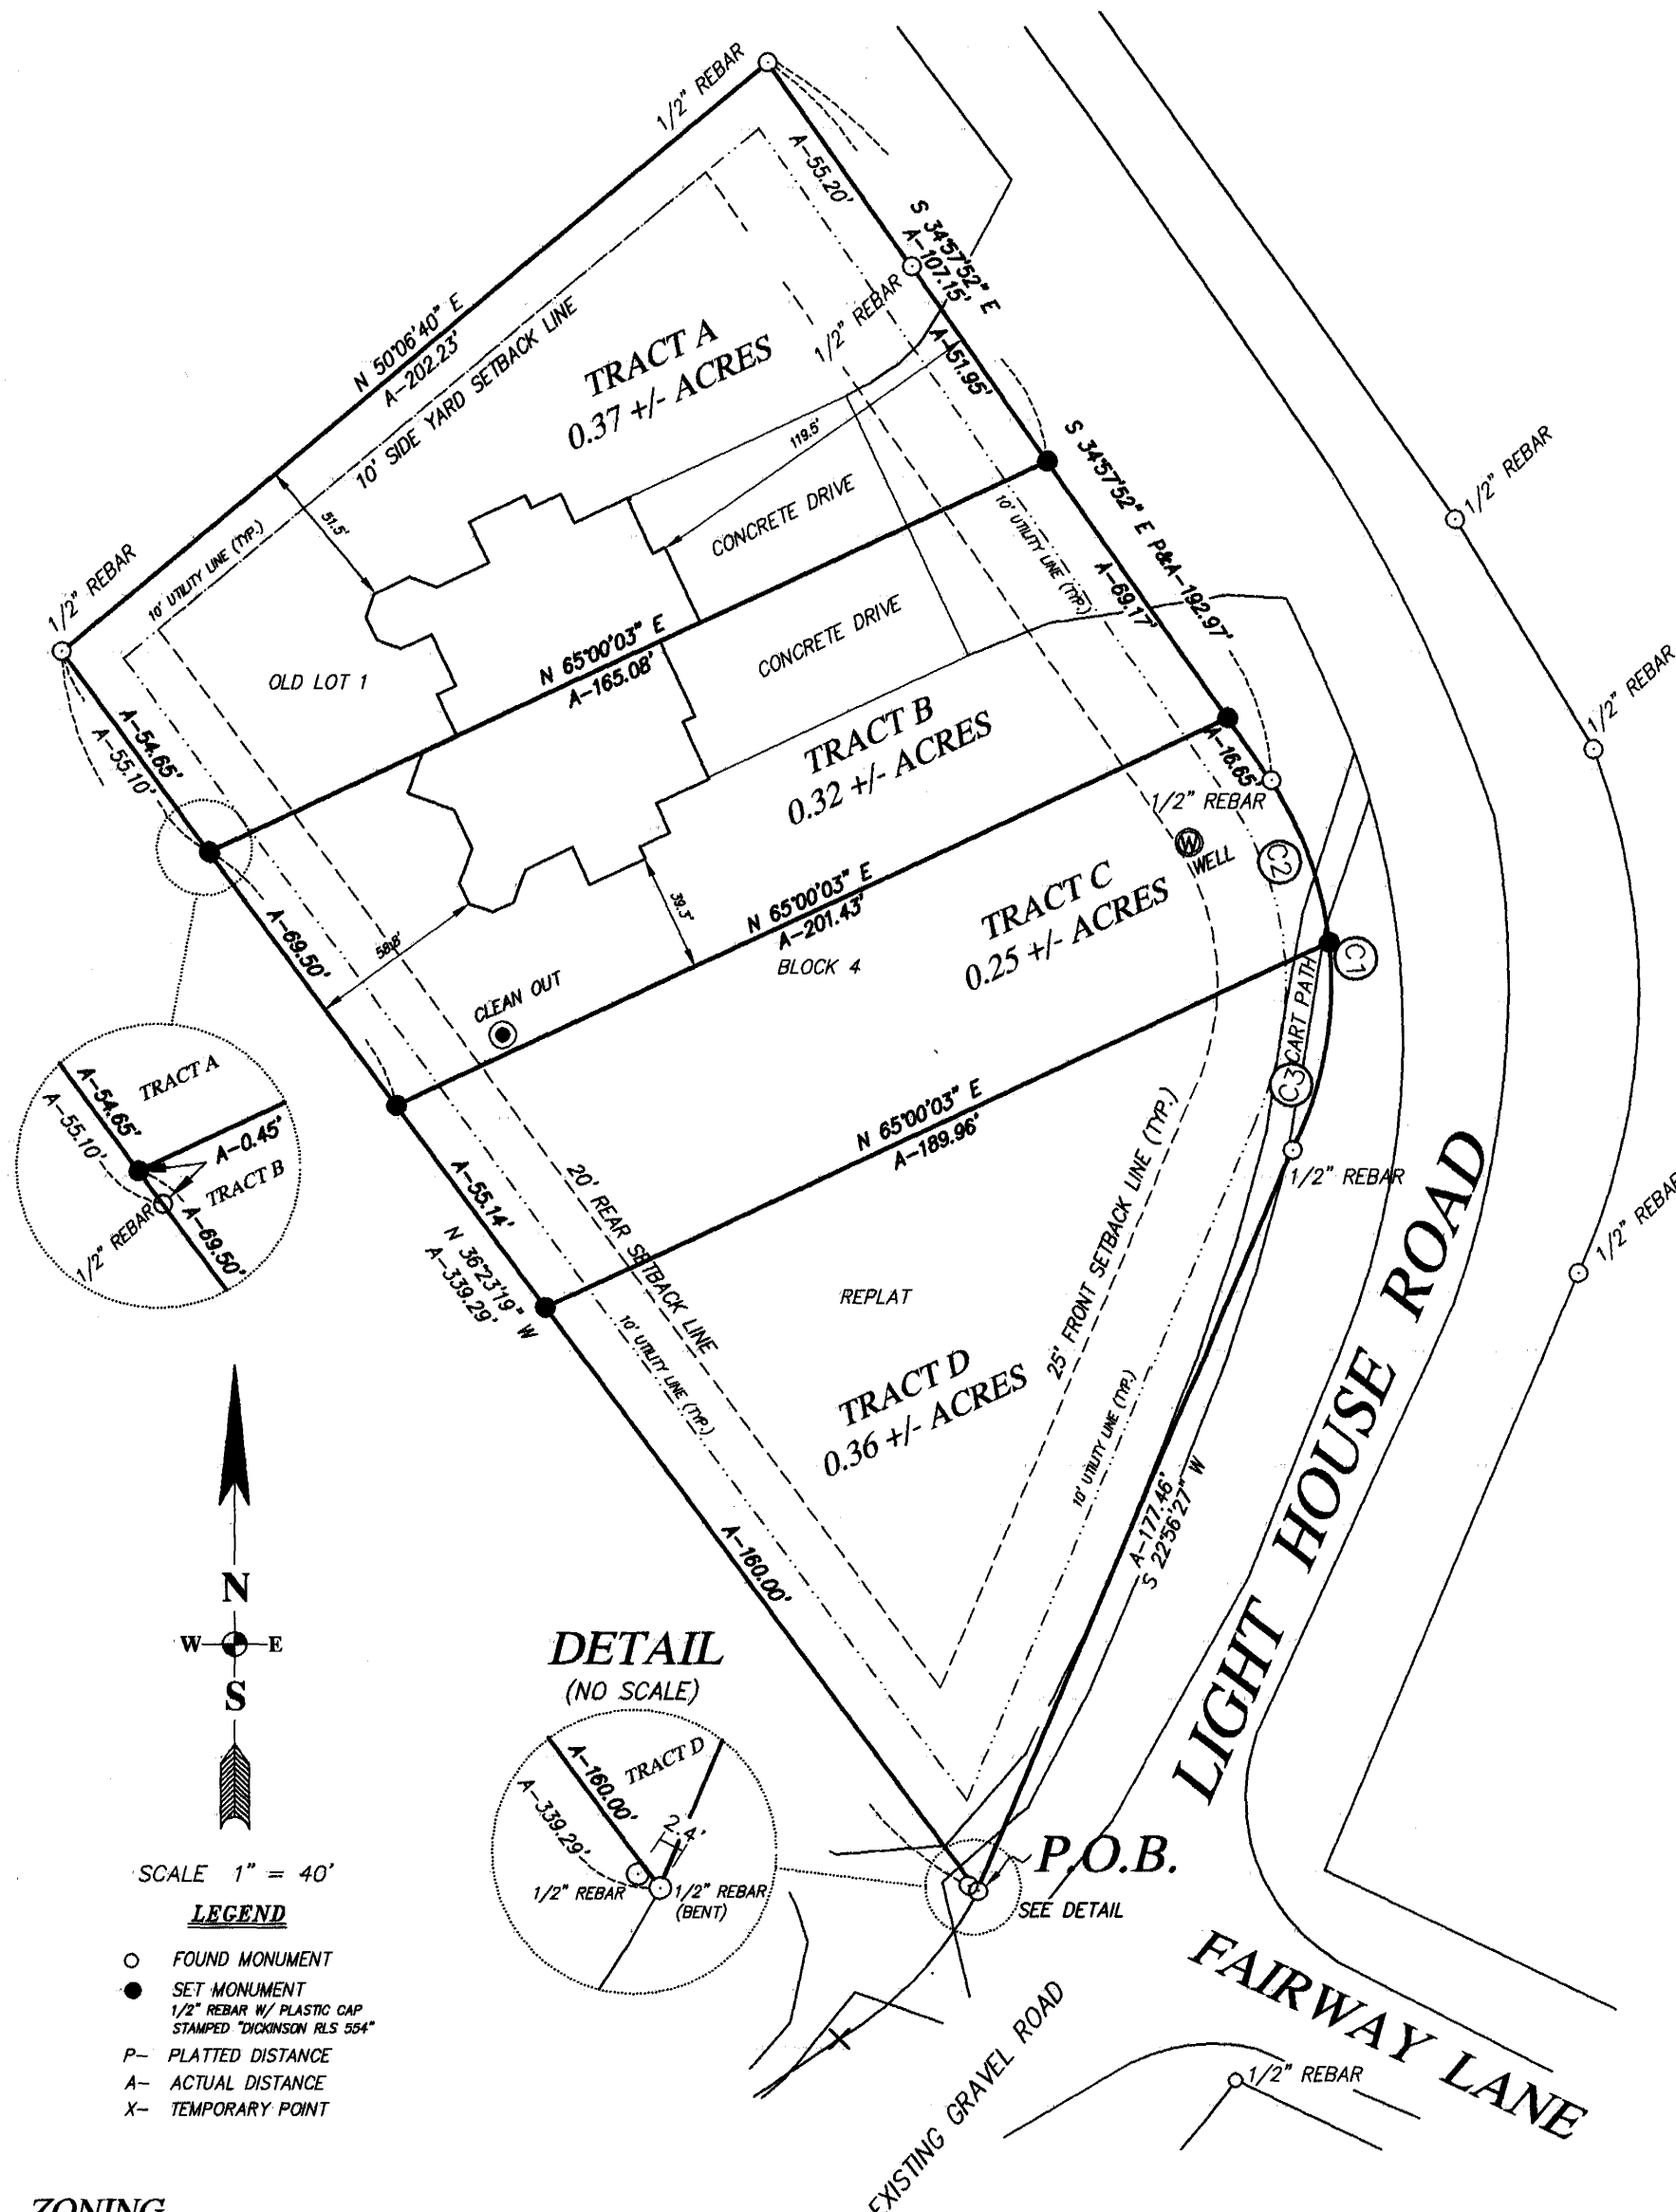 1/2" REBAR
A-55.20'
S 34°57'52" E
A-107.15'
1/2" REBAR
A-51.95'
N 50°06'40" E
A-202.23'
10' SIDE YARD SETBACK LINE
TRACT A
0.37 +/- ACRES
119.5'
CONCRETE DRIVE
51.5'
10' UTILITY LINE (TYP.)
1/2" REBAR
OLD LOT 1
N 65°00'03" E
A-165.08'
A-54.65'
A-55.10'
S 34°57'52" E P&A-192.97'
10' UTILITY LINE (TYP.)
A-69.17'
CONCRETE DRIVE
TRACT B
0.32 +/- ACRES
A-16.65'
1/2" REBAR
1/2" REBAR
1/2" REBAR
1/2" REBAR
W
WELL
C2
C1
C3
CART PATH
1/2" REBAR
A-69.50'
58.8'
39.3'
CLEAN OUT
N 65°00'03" E
A-201.43'
BLOCK 4
TRACT C
0.25 +/- ACRES
N 65°00'03" E
A-189.96'
TRACT A
A-54.65'
A-55.10'
A-0.45'
TRACT B
1/2" REBAR
A-69.50'
A-55.14'
N 36°23'19" W
A-339.29'
20' REAR SETBACK LINE
10' UTILITY LINE (TYP.)
REPLAT
TRACT D
0.36 +/- ACRES
25' FRONT SETBACK LINE (TYP.)
10' UTILITY LINE (TYP.)
A-177.46'
S 22°56'27" W
A-160.00'
LIGHT HOUSE ROAD
N
W E
S
DETAIL
(NO SCALE)
A-160.00'
TRACT D
A-339.29'
2.4'
1/2" REBAR
1/2" REBAR
(BENT)
P.O.B.
SEE DETAIL
FAIRWAY LANE
1/2" REBAR
EXISTING GRAVEL ROAD
SCALE 1" = 40'
LEGEND
FOUND MONUMENT
SET MONUMENT
1/2" REBAR W/ PLASTIC CAP
STAMPED "DICKINSON RLS 554"
P- PLATTED DISTANCE
A- ACTUAL DISTANCE
X- TEMPORARY POINT
ZONING